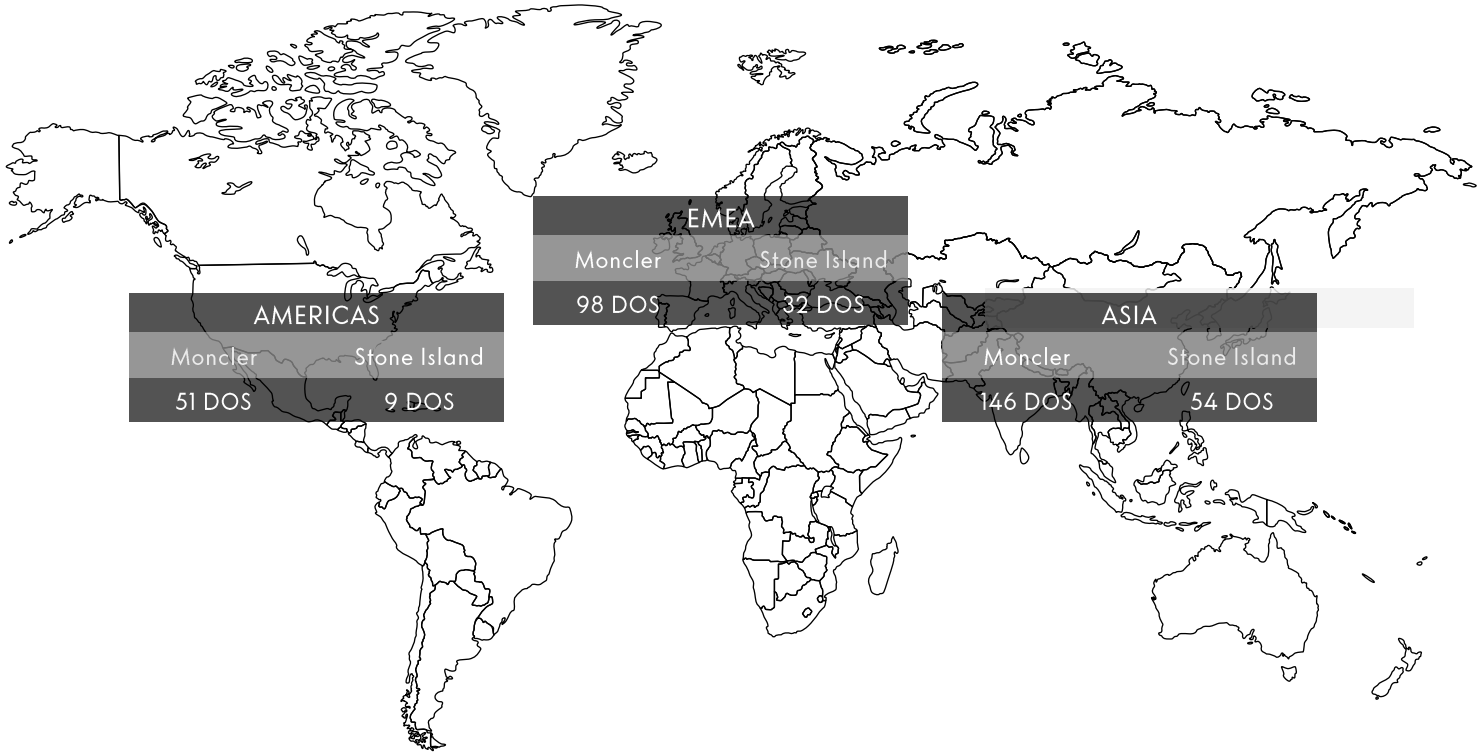 EMEA
Moncler Stone Island
98 DOS 32 DOS
AMERICAS
Moncler Stone Island
51 DOS 9 DOS
ASIA
Moncler Stone Island
146 DOS 54 DOS